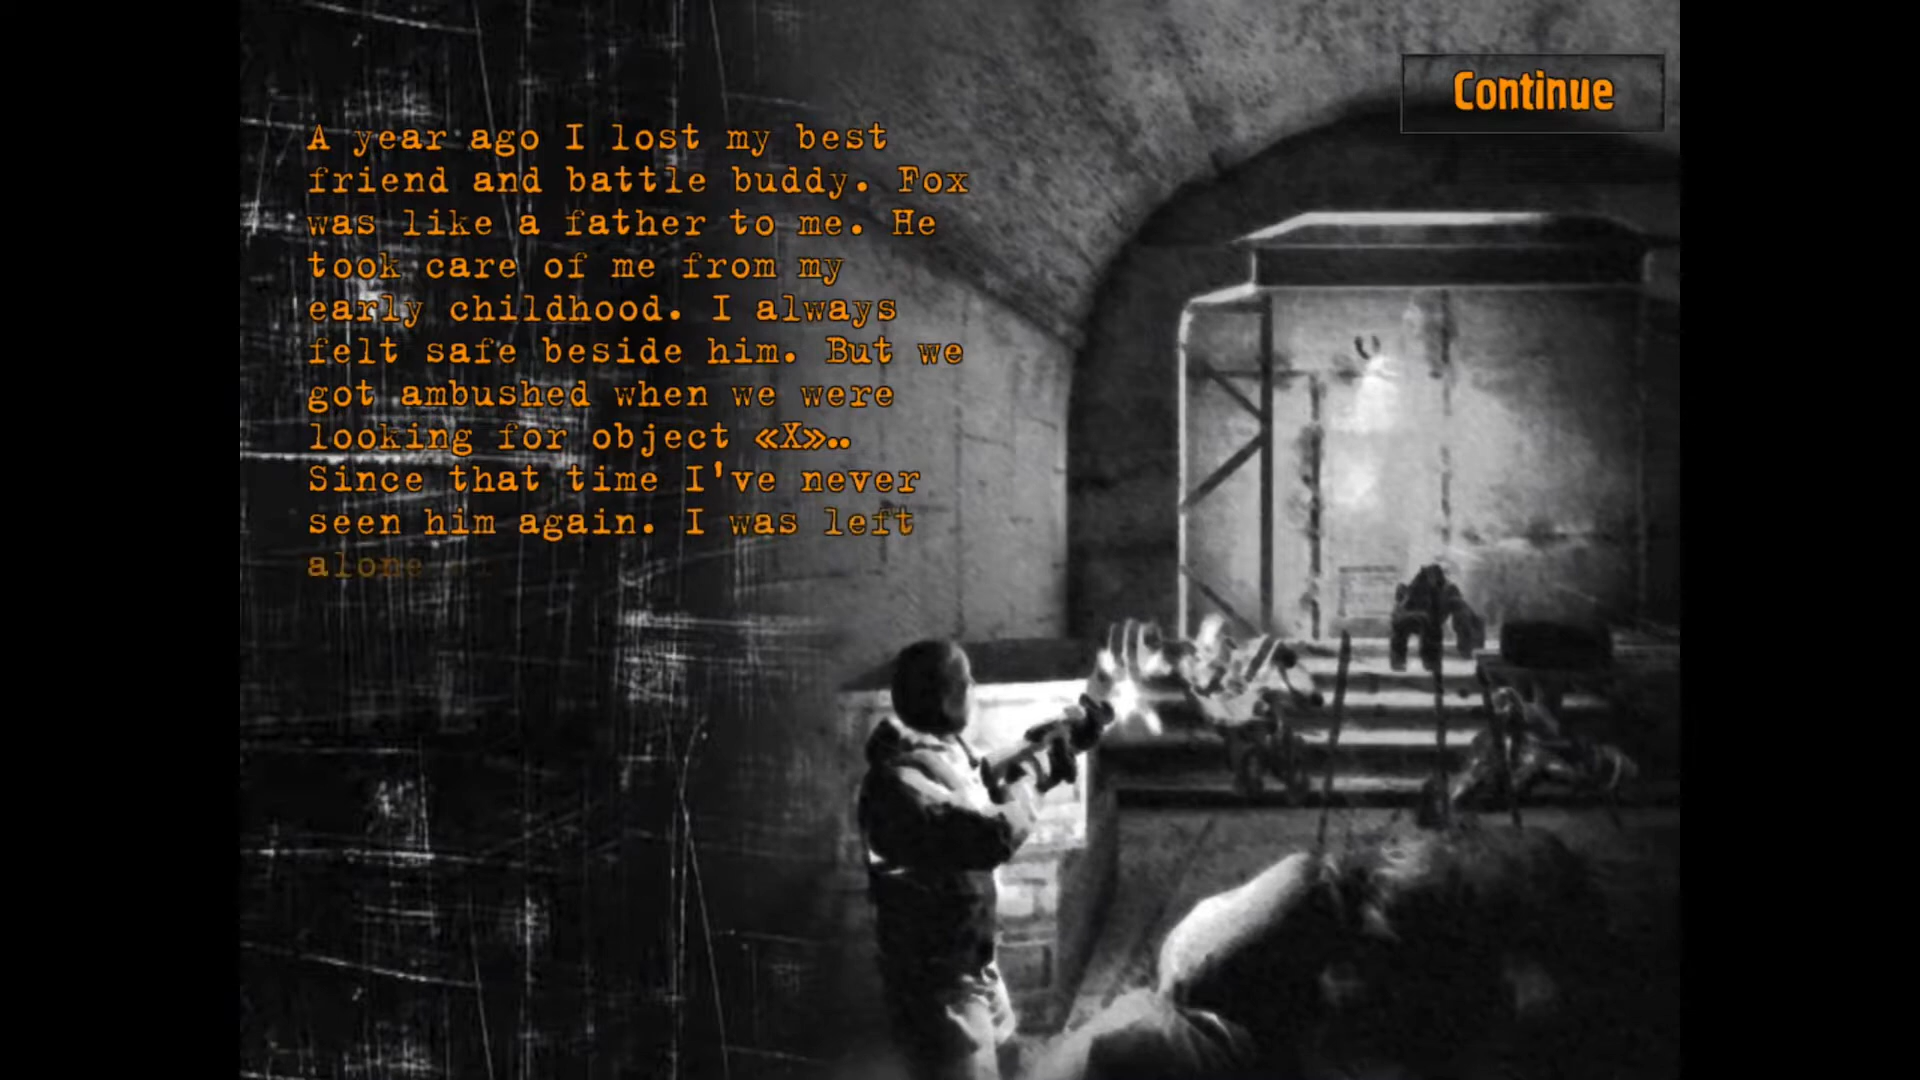 Continue
A year ago I lost my best
friend and battle buddy. Fox
was like a father to me. He
took care of me from my
early childhood. I always
felt safe beside him. But we
got ambushed when we were
looking for object «X»..
Since that time I've never
seen him again. I was left
alone